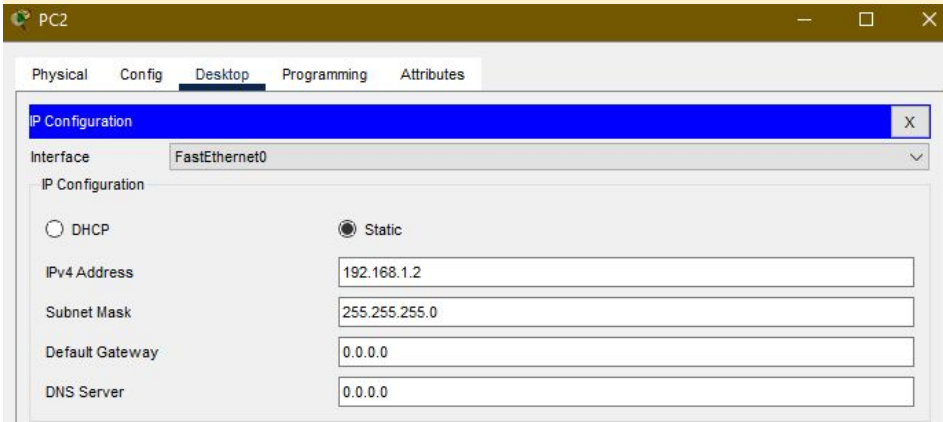 PC2
Physical Config Desktop Programming Attributes
IP Configuration X
Interface FastEthernet0
IP Configuration
DHCP Static
IPv4 Address 192.168.1.2
Subnet Mask 255.255.255.0
Default Gateway 0.0.0.0
DNS Server 0.0.0.0